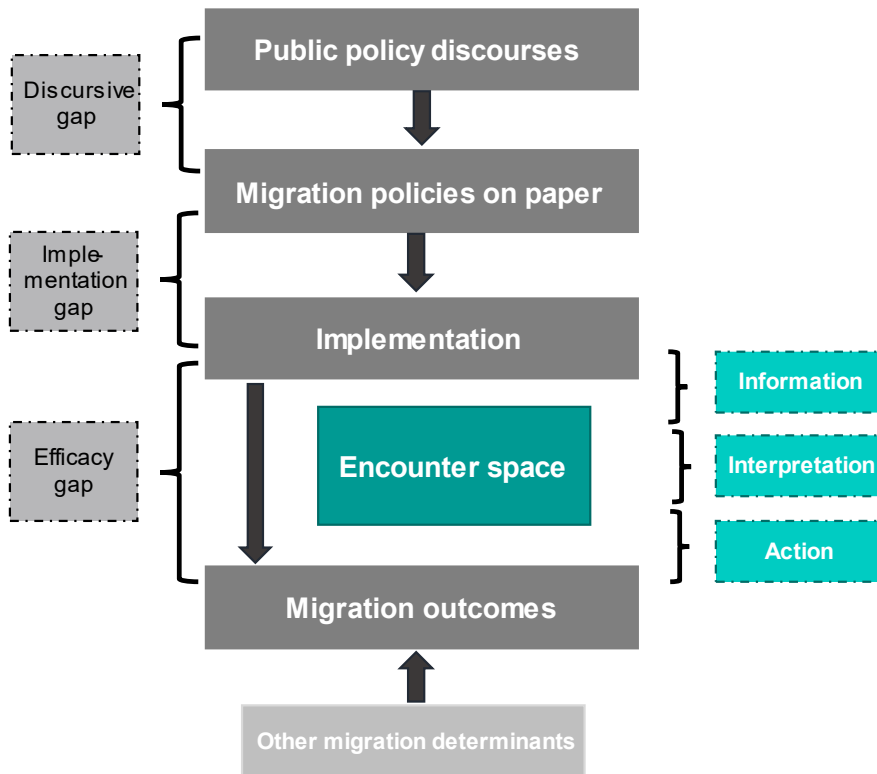 Public policy discourses
Discursive
gap
Migration policies on paper
Imple-
mentation
gap
Implementation
Information
Encounter space
Interpretation
Efficacy
gap
Action
Migration outcomes
Other migration determinants